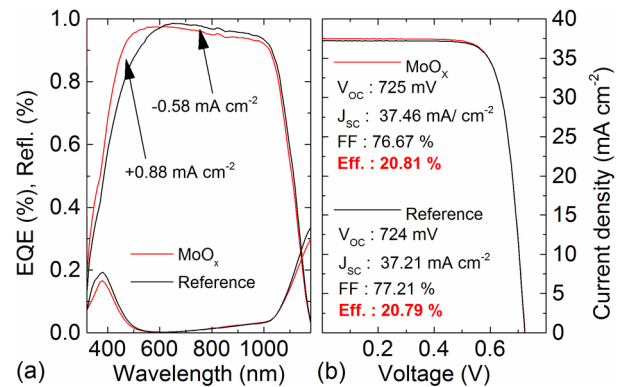 EQE (%), Refl. (%)
1.0
0.8
0.6
0.4
0.2
0.0
-0.58 mA cm-2
+0.88 mA cm-2
MoOx
Reference
400 600 800 1000
(a) Wavelength (nm)
MoOX
VOC : 725 mV
JSC : 37.46 mA/ cm-2
FF : 76.67 %
Eff. : 20.81 %
Reference
VOC : 724 mV
JSC : 37.21 mA cm-2
FF : 77.21 %
Eff. : 20.79 %
0.0 0.2 0.4 0.6 0.8
(b) Voltage (V)
40
35
30
25
20
15
10
5
0
Current density (mA cm-2)